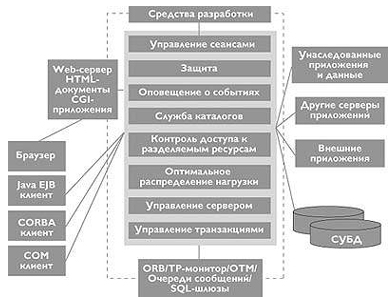 Средства разработки
Управление сеансами
Защита
Оповещение о событиях
Служба каталогов
Контроль доступа к
разделяемым ресурсам
Оптимальное
распределение нагрузки
Управление сервером
Управление транзакциями
ORB/TP-монитор/OTM/
Очереди сообщений/
SQL-шлюзы
Web-сервер
HTML-
документы
CGI-
приложения
Браузер
Java EJB
клиент
CORBA
клиент
COM
клиент
Унаследованные
приложения
и данные
Другие серверы
приложений
Внешние
приложения
СУБД